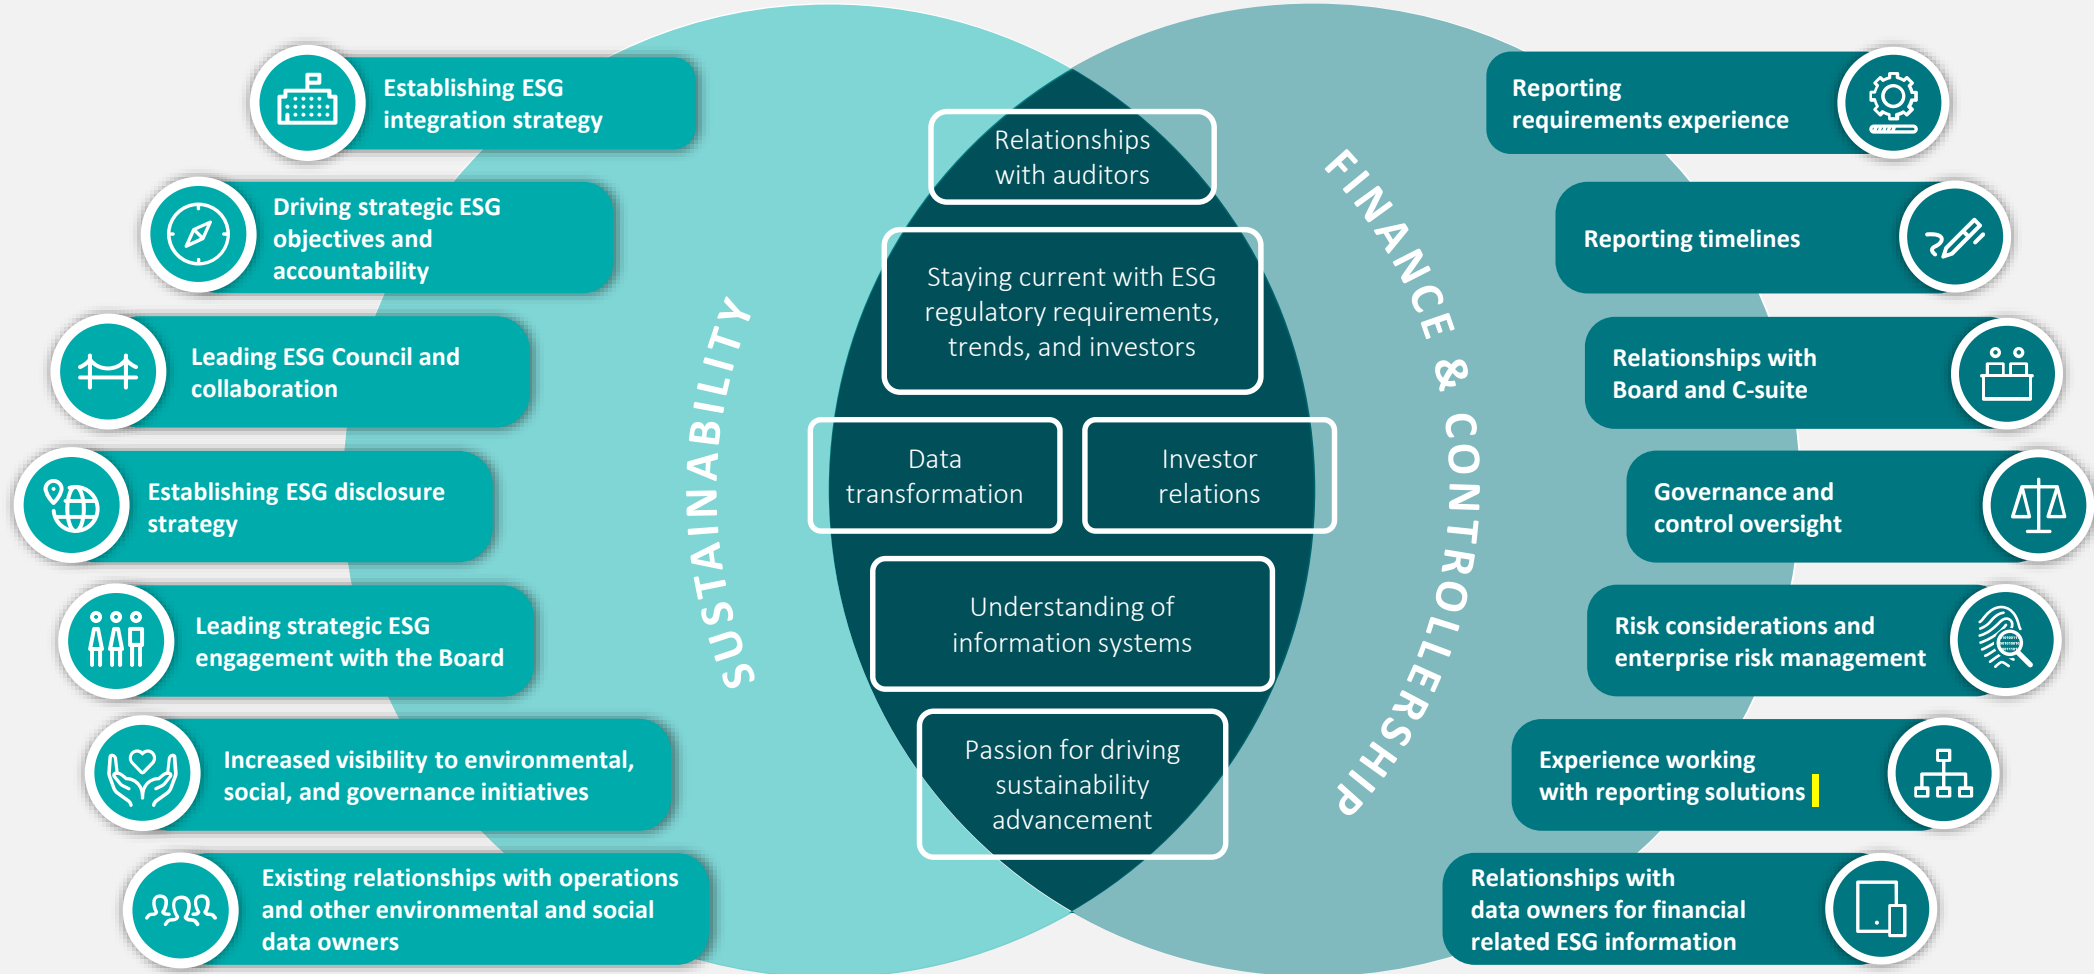 Establishing ESG
integration strategy
Driving strategic ESG
objectives and
accountability
Leading ESG Council and
collaboration
Establishing ESG disclosure
strategy
Leading strategic ESG
engagement with the Board
Increased visibility to environmental,
social, and governance initiatives
Existing relationships with operations
and other environmental and social
data owners
SUSTAINABILITY
Relationships
with auditors
Staying current with ESG
regulatory requirements,
trends, and investors
Data
transformation
Investor
relations
Understanding of
information systems
Passion for driving
sustainability
advancement
FINANCE & CONTROLLERSHIP
Reporting
requirements experience
Reporting timelines
Relationships with
Board and C-suite
Governance and
control oversight
Risk considerations and
enterprise risk management
Experience working
with reporting solutions
Relationships with
data owners for financial
related ESG information